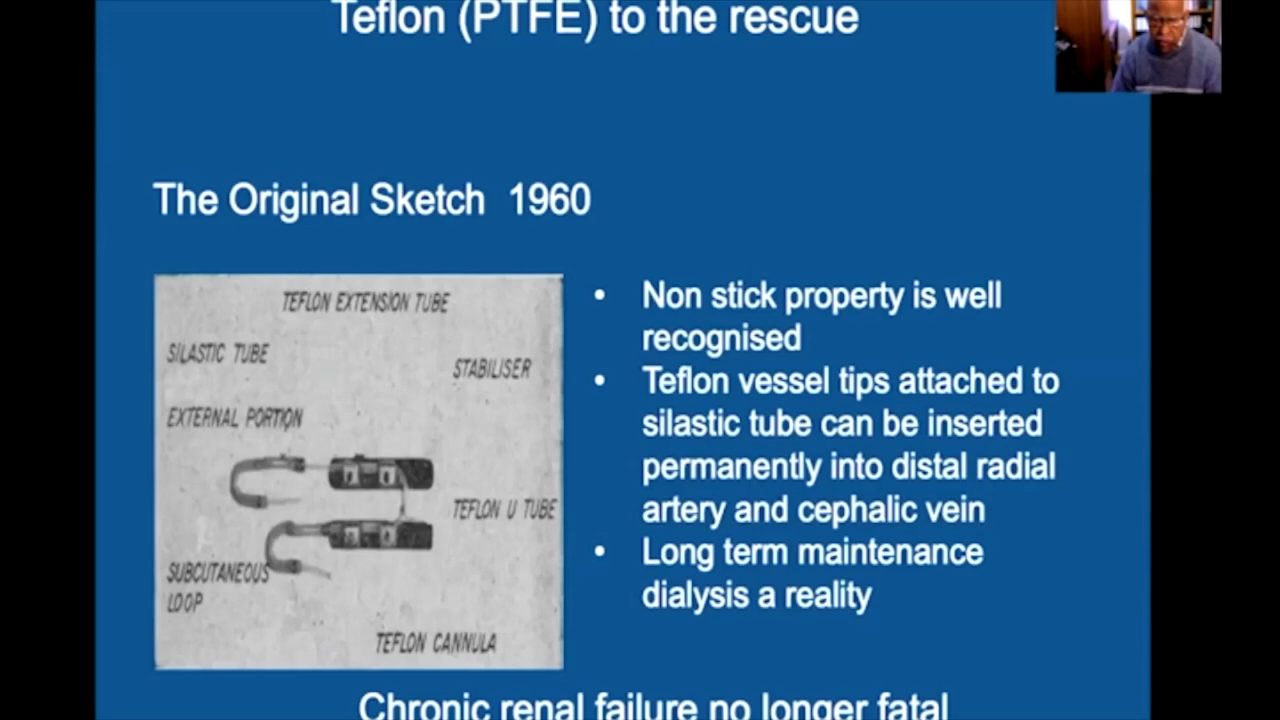 Teflon (PTFE) to the rescue
The Original Sketch 1960
TEFLON EXTENSION TUBE
SILASTIC TUBE
STABILISER
EXTERNAL PORTION
TEFLON U TUBE
SUBCUTANEOUS
LOOP
TEFLON CANNULA
• Non stick property is well
recognised
• Teflon vessel tips attached to
silastic tube can be inserted
permanently into distal radial
artery and cephalic vein
• Long term maintenance
dialysis a reality
Chronic renal failure no longer fatal